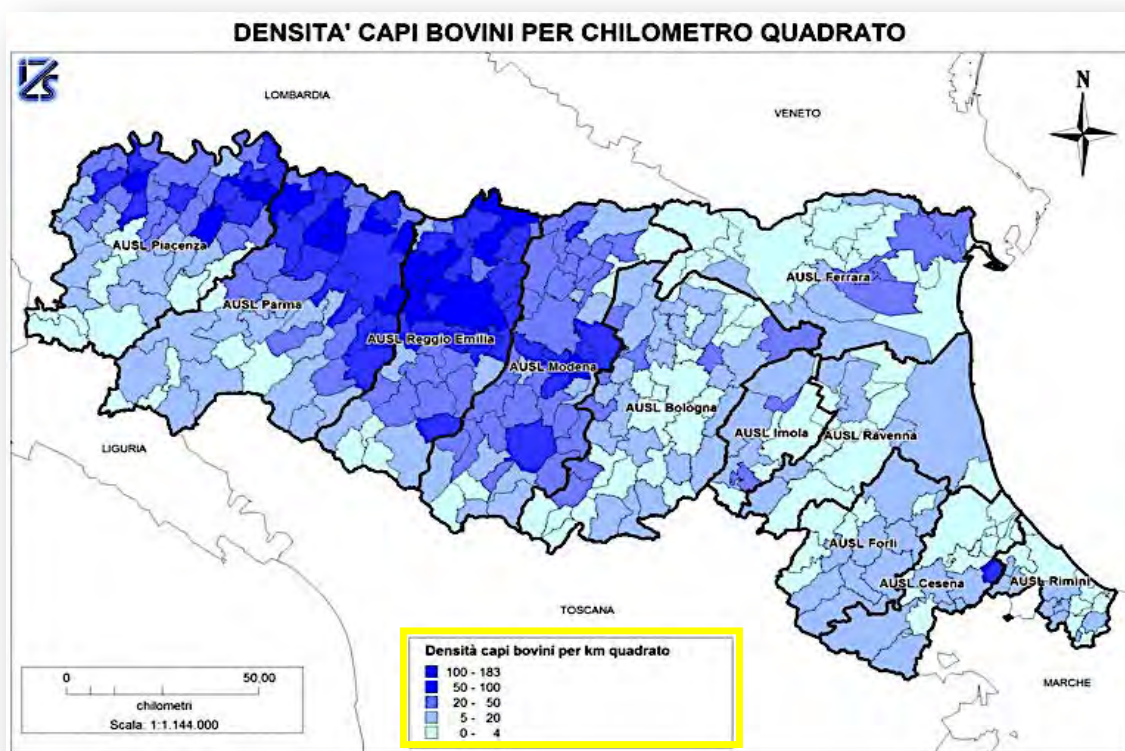 DENSITA' CAPI BOVINI PER CHILOMETRO QUADRATO
IZS
LOMBARDIA
VENETO
N
AUSL Piacenza
AUSL Ferrara
AUSL Parma
AUSL Reggio Emilia
AUSL Modena
AUSL Bologna
AUSL Imola
AUSL Ravenna
LIGURIA
AUSL Forlì
AUSL Cesena
AUSL Rimini
TOSCANA
MARCHE
Densità capi bovini per km quadrato
100 - 183
50 - 100
20 - 50
5 - 20
0 - 4
0 50,00
chilometri
Scala: 1:1.144.000